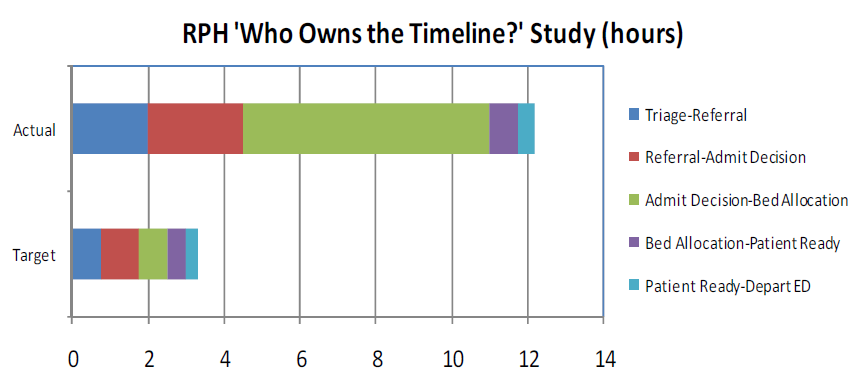 RPH 'Who Owns the Timeline?' Study (hours)
Actual
Target
0 2 4 6 8 10 12 14
Triage-Referral
Referral-Admit Decision
Admit Decision-Bed Allocation
Bed Allocation-Patient Ready
Patient Ready-Depart ED